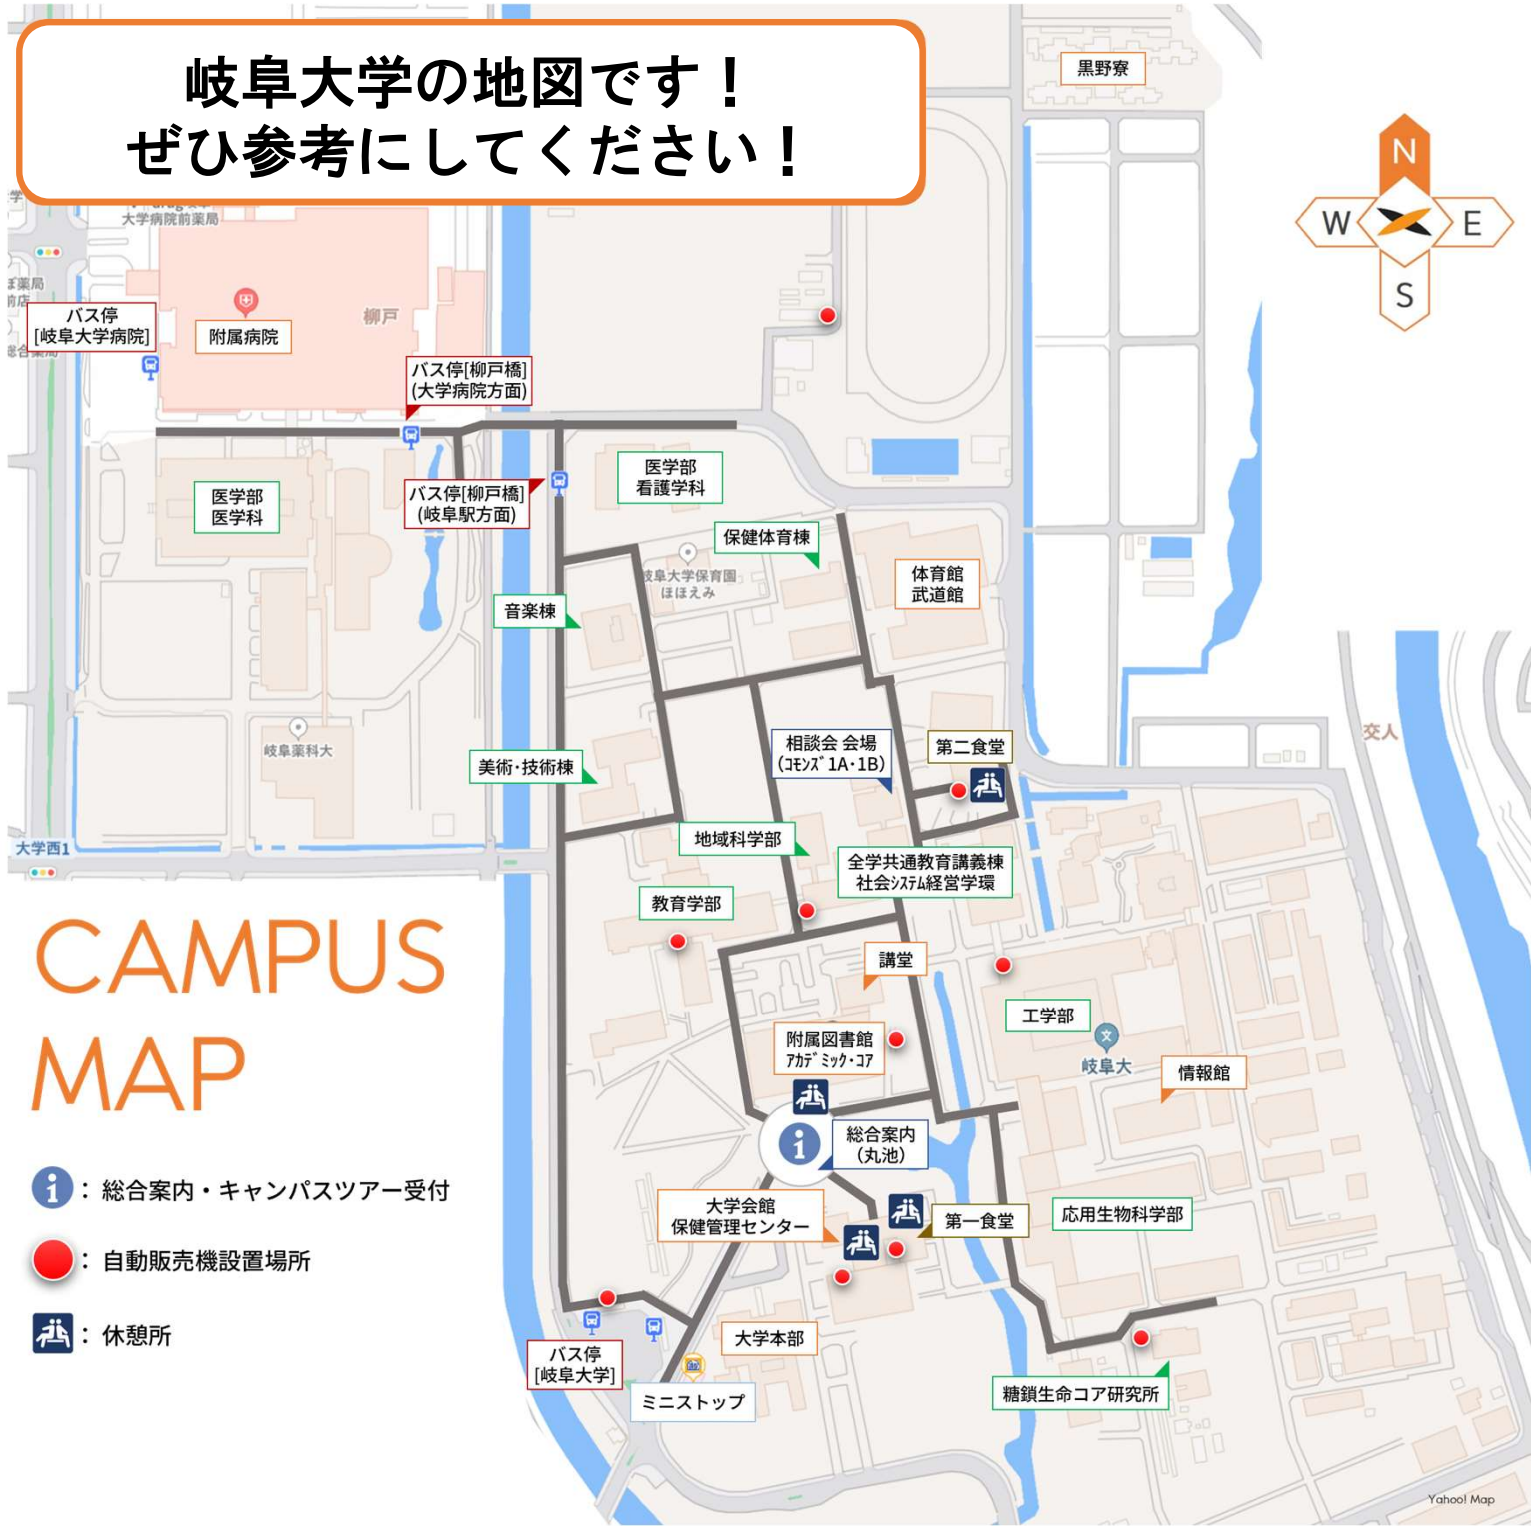 岐阜大学の地図です！
ぜひ参考にしてください！
黒野寮
N
W
E
S
大学病院前薬局
バス停
[岐阜大学病院]
附属病院
柳戸
バス停[柳戸橋]
(大学病院方面)
医学部
医学科
バス停[柳戸橋]
(岐阜駅方面)
医学部
看護学科
保健体育棟
岐阜大学保育園
ほほえみ
体育館
武道館
音楽棟
岐阜薬科大
美術･技術棟
相談会 会場
(ｺﾓﾝｽﾞ1A･1B)
第二食堂
交人
大学西1
地域科学部
全学共通教育講義棟
社会ｼｽﾃﾑ経営学環
教育学部
講堂
工学部
岐阜大
附属図書館
ｱｶﾃﾞﾐｯｸ･ｺｱ
情報館
総合案内
(丸池)
大学会館
保健管理センター
第一食堂
応用生物科学部
バス停
[岐阜大学]
大学本部
ミニストップ
糖鎖生命コア研究所
CAMPUS
MAP
i：総合案内・キャンパスツアー受付
：自動販売機設置場所
：休憩所
Yahoo! Map